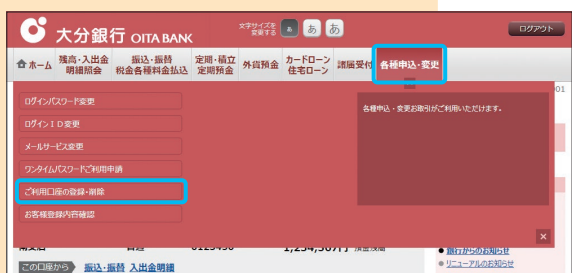 大分銀行 OITA BANK
文字サイズを
変更する
あ あ あ
ログアウト
ホーム
残高・入出金
明細照会
振込・振替
税金各種料金払込
定期・積立
定期預金
外貨預金
カードローン
住宅ローン
諸届受付
各種申込・変更
01
ログインパスワード変更
各種申込・変更お取引がご利用いただけます。
ログインID変更
メールサービス変更
ワンタイムパスワードご利用申請
ご利用口座の登録・削除
お客様登録内容確認
×
銀行からのお知らせ
この口座から 振込・振替 入出金明細
リニューアルのお知らせ